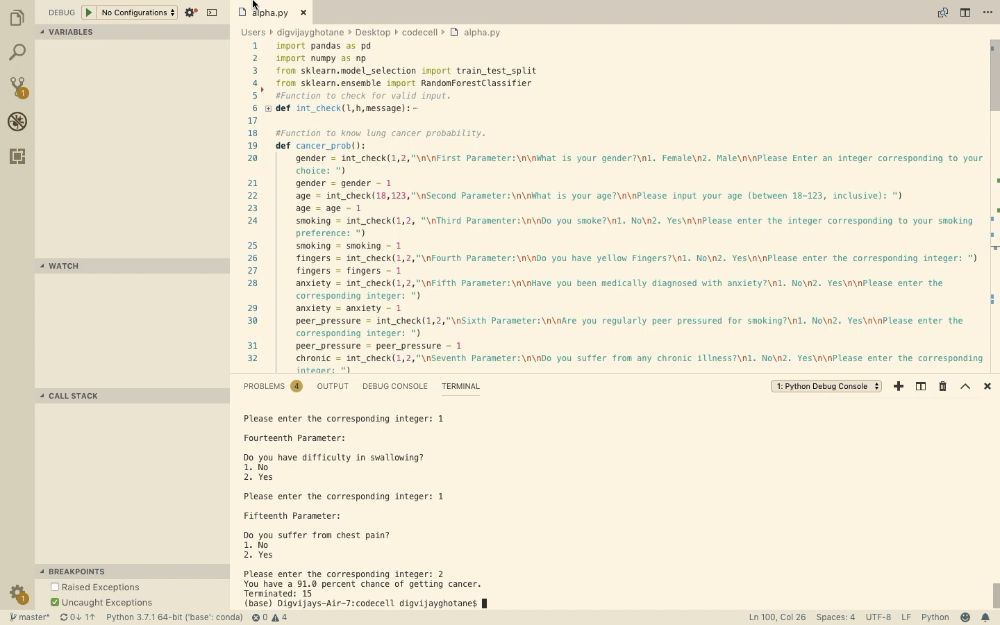 DEBUG No Configurations
alpha.py
VARIABLES
Users digvijayghotane Desktop codecell alpha.py
1 import pandas as pd
2 import numpy as np
3 from sklearn.model_selection import train_test_split
4 from sklearn.ensemble import RandomForestClassifier
5 #Function to check for valid input.
6 def int_check(l,h,message):⋯
17
18 #Function to know lung cancer probability.
19 def cancer_prob():
20 gender = int_check(1,2,"\n\nFirst Parameter:\n\nWhat is your gender?\n1. Female\n2. Male\n\nPlease Enter an integer corresponding to your
choice: ")
21 gender = gender - 1
22 age = int_check(18,123,"\nSecond Parameter:\n\nWhat is your age?\n\nPlease input your age (between 18-123, inclusive): ")
23 age = age - 1
24 smoking = int_check(1,2, "\nThird Paramenter:\n\nDo you smoke?\n1. No\n2. Yes\n\nPlease enter the integer corresponding to your smoking
preference: ")
25 smoking = smoking - 1
26 fingers = int_check(1,2,"\nFourth Parameter:\n\nDo you have yellow Fingers?\n1. No\n2. Yes\n\nPlease enter the corresponding integer: ")
27 fingers = fingers - 1
28 anxiety = int_check(1,2,"\nFifth Parameter:\n\nHave you been medically diagnosed with anxiety?\n1. No\n2. Yes\n\nPlease enter the
corresponding integer: ")
29 anxiety = anxiety - 1
30 peer_pressure = int_check(1,2,"\nSixth Parameter:\n\nAre you regularly peer pressured for smoking?\n1. No\n2. Yes\n\nPlease enter the
corresponding integer: ")
31 peer_pressure = peer_pressure - 1
32 chronic = int_check(1,2,"\nSeventh Parameter:\n\nDo you suffer from any chronic illness?\n1. No\n2. Yes\n\nPlease enter the corresponding
integer: ")
WATCH
CALL STACK
BREAKPOINTS
Raised Exceptions
Uncaught Exceptions
1
1
PROBLEMS 4 OUTPUT DEBUG CONSOLE TERMINAL 1: Python Debug Console
Please enter the corresponding integer: 1
Fourteenth Parameter:
Do you have difficulty in swallowing?
1. No
2. Yes
Please enter the corresponding integer: 1
Fifteenth Parameter:
Do you suffer from chest pain?
1. No
2. Yes
Please enter the corresponding integer: 2
You have a 91.0 percent chance of getting cancer.
Terminated: 15
(base) Digvijays-Air-7:codecell digvijayghotane$
master* 0↓ 1↑ Python 3.7.1 64-bit ('base': conda) 0 4 Ln 100, Col 26 Spaces: 4 UTF-8 LF Python